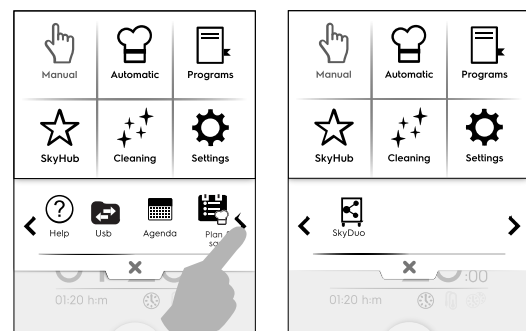 Manual Automatic Programs
SkyHub Cleaning Settings
Help Usb Agenda Plan
01:20 h:m
Manual Automatic Programs
SkyHub Cleaning Settings
SkyDuo
:00
01:20 h:m